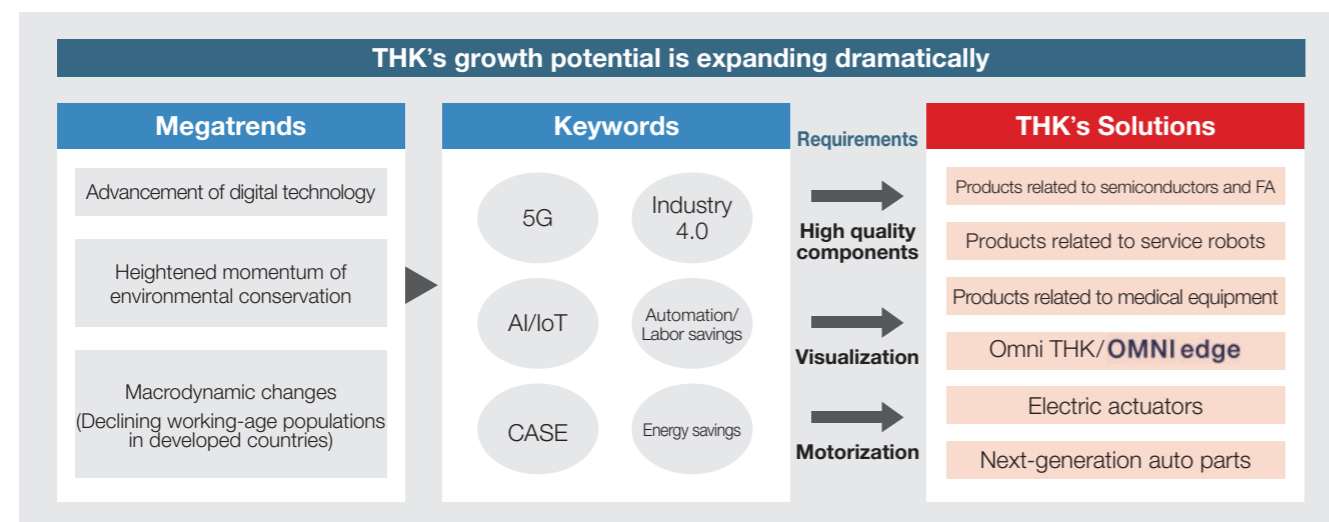 THK's growth potential is expanding dramatically
Megatrends
Advancement of digital technology
Heightened momentum of
environmental conservation
Macrodynamic changes
(Declining working-age populations
in developed countries)
Keywords
5G
Industry
4.0
AI/IoT
Automation/
Labor savings
CASE
Energy savings
Requirements
High quality
components
Visualization
Motorization
THK's Solutions
Products related to semiconductors and FA
Products related to service robots
Products related to medical equipment
Omni THK/OMNI edge
Electric actuators
Next-generation auto parts